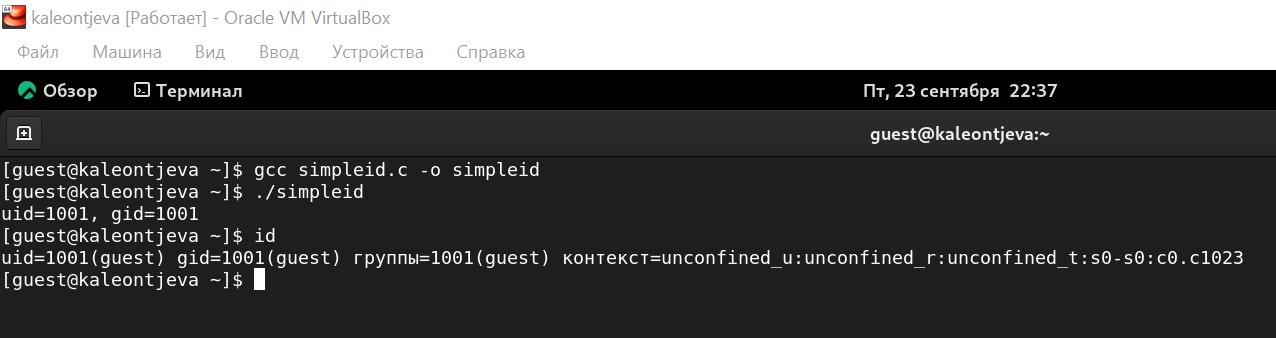 kaleontjeva [Работает] - Oracle VM VirtualBox
Файл Машина Вид Ввод Устройства Справка
Обзор Терминал Пт, 23 сентября 22:37
guest@kaleontjeva:~
[guest@kaleontjeva ~]$ gcc simpleid.c -o simpleid
[guest@kaleontjeva ~]$ ./simpleid
uid=1001, gid=1001
[guest@kaleontjeva ~]$ id
uid=1001(guest) gid=1001(guest) группы=1001(guest) контекст=unconfined_u:unconfined_r:unconfined_t:s0-s0:c0.c1023
[guest@kaleontjeva ~]$